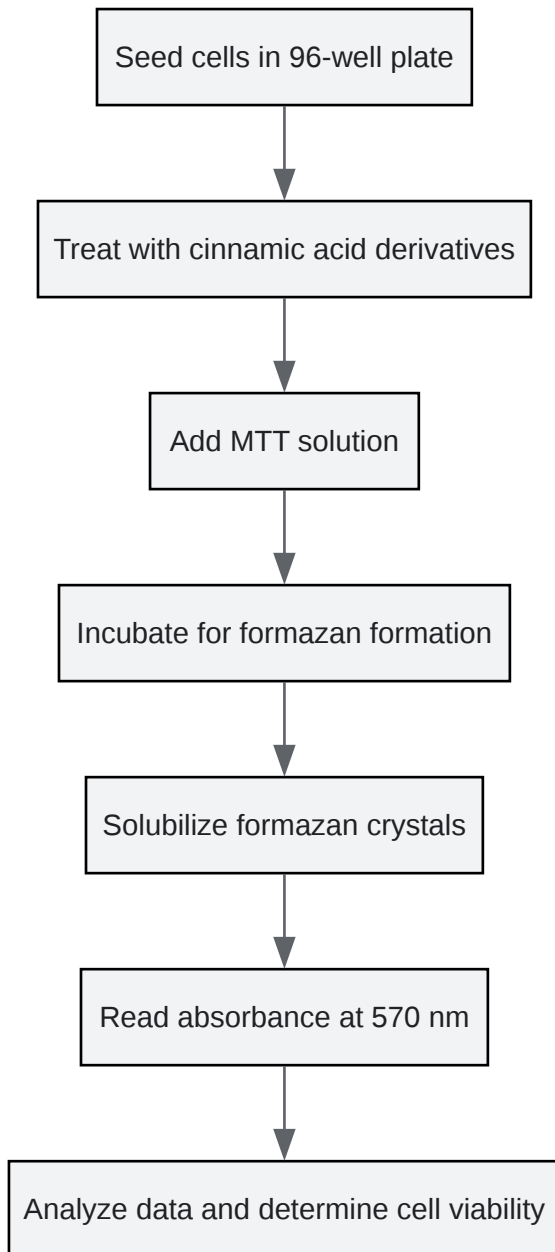 Seed cells in 96-well plate
Treat with cinnamic acid derivatives
Add MTT solution
Incubate for formazan formation
Solubilize formazan crystals
Read absorbance at 570 nm
Analyze data and determine cell viability